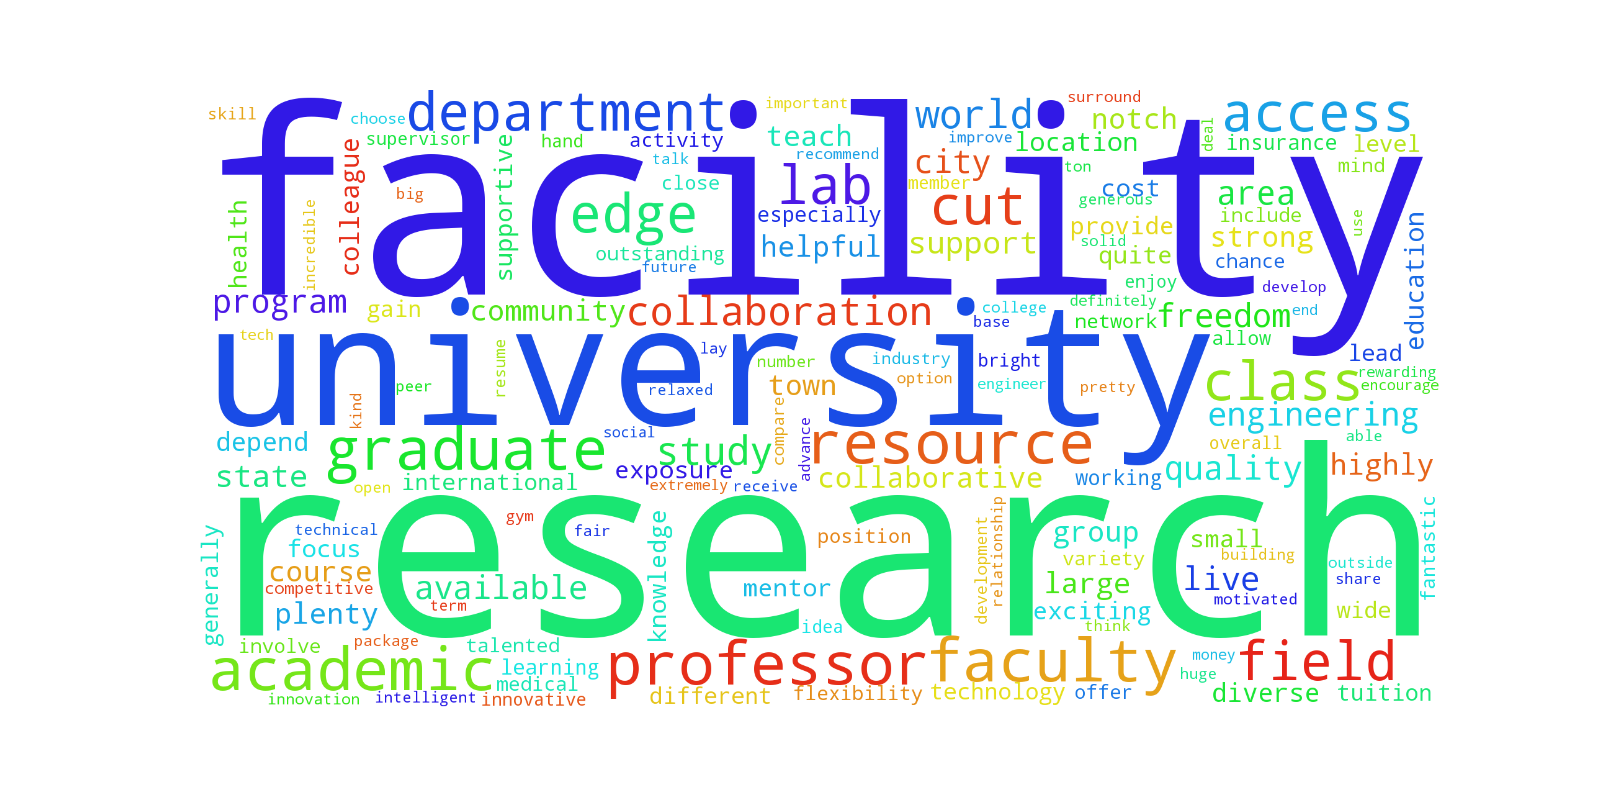 facility
university
research
department
world
access
surround
notch
important
skill
choose
supervisor
colleague
hand
activity
teach
talk
recommend
improve
location
deal
insurance
level
mind
city
ton
lab
close
member
cost
generous
area
big
supportive
edge
especially
cut
provide
include
health
incredible
outstanding
helpful
support
solid
quite
strong
use
future
chance
education
enjoy
develop
program
gain
community
collaboration
college
base
definitely
network
freedom
end
tech
resume
lay
number
industry
bright
allow
lead
rewarding
encourage
peer
relaxed
town
option
engineer
pretty
class
kind
compare
engineering
depend
graduate
social
study
advance
resource
overall
able
state
open
international
exposure
extremely
receive
collaborative
working
quality
highly
generally
technical
focus
gym
fair
knowledge
position
development
relationship
group
variety
small
building
outside
fantastic
course
competitive
available
term
mentor
large
live
share
motivated
plenty
idea
exciting
think
wide
involve
package
talented
academic
learning
medical
professor
faculty
money
huge
field
innovation
intelligent
innovative
different
flexibility
technology
offer
diverse
tuition